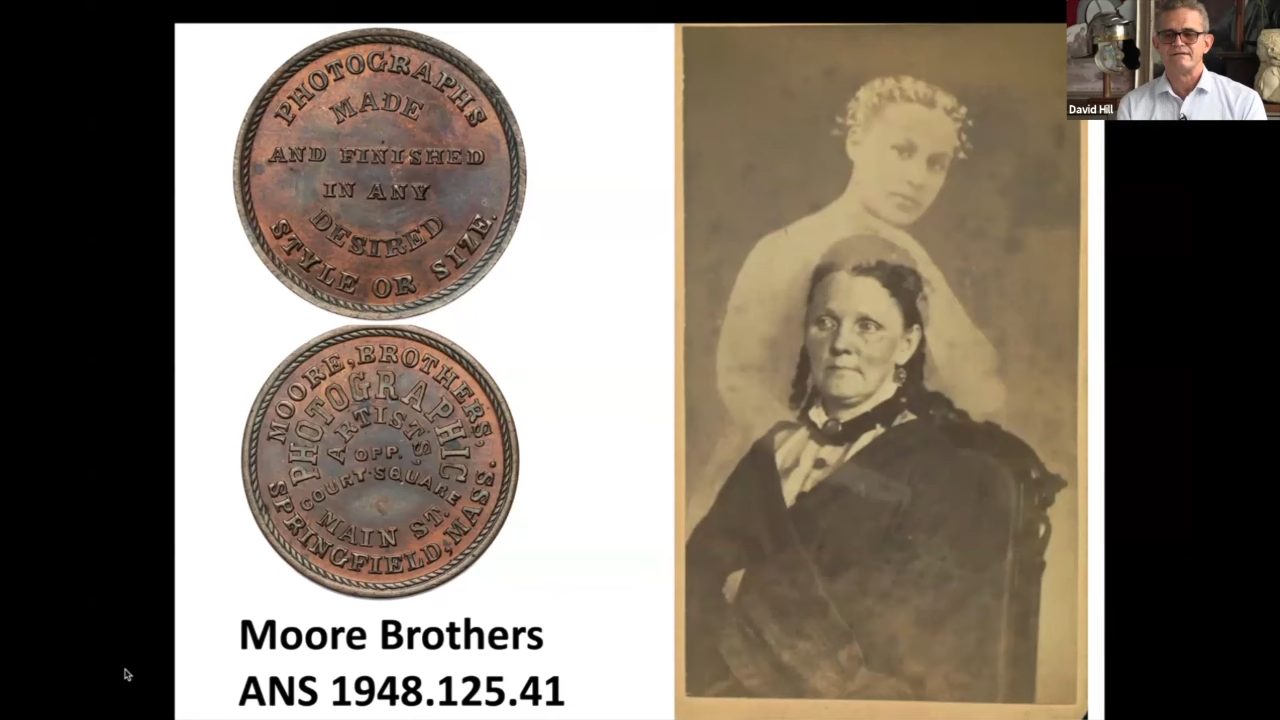 PHOTOGRAPHS
MADE
AND FINISHED
IN ANY
DESIRED
STYLE OR SIZE.
MOORE, BROTHERS,
PHOTOGRAPHIC
ARTISTS,
OPP.
COURT-SQUARE
MAIN ST.
SPRINGFIELD, MASS.
Moore Brothers
ANS 1948.125.41
David Hill